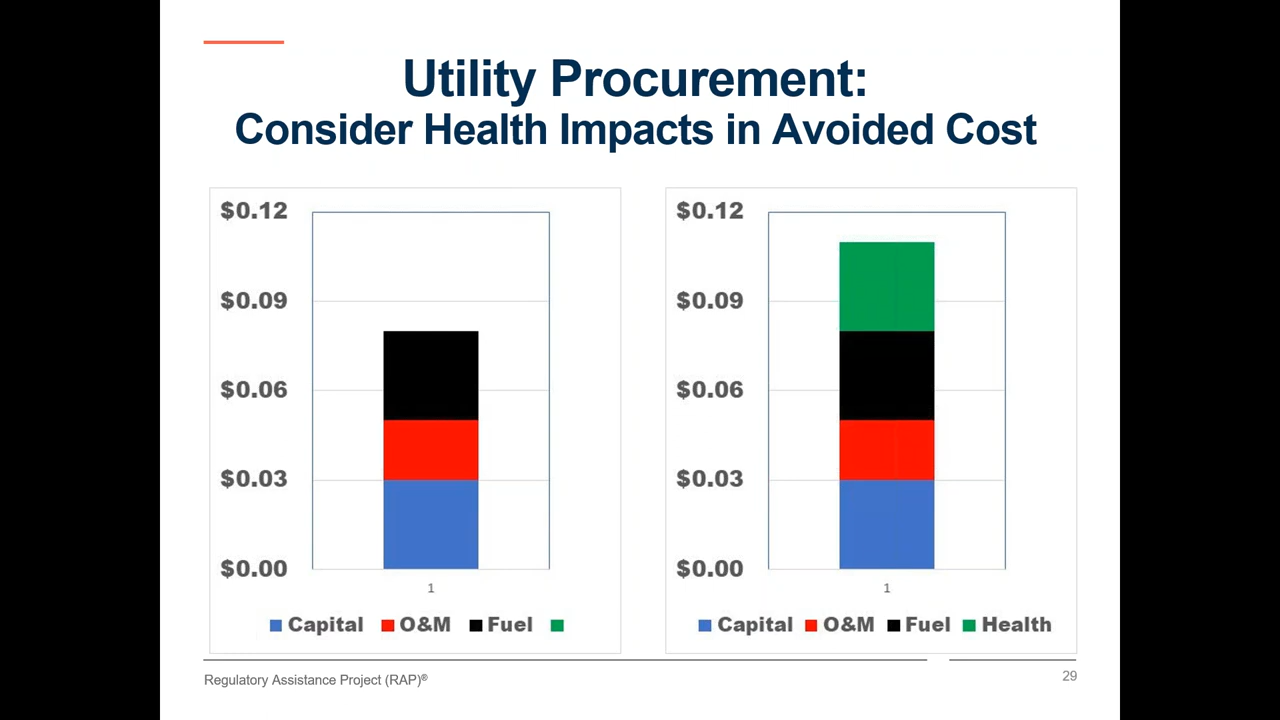 Utility Procurement:
Consider Health Impacts in Avoided Cost
$0.12
$0.09
$0.06
$0.03
$0.00
1
Capital O&M Fuel
$0.12
$0.09
$0.06
$0.03
$0.00
1
Capital O&M Fuel Health
Regulatory Assistance Project (RAP)®
29